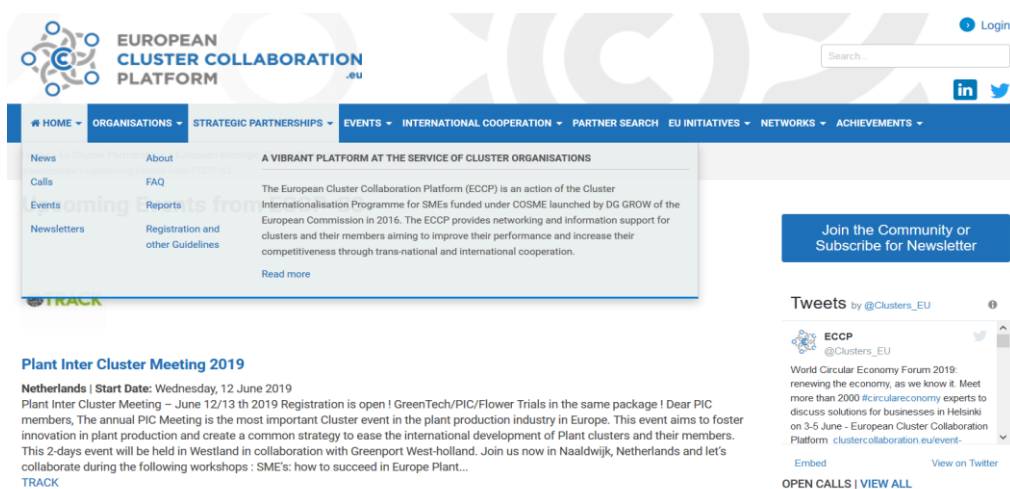 EUROPEAN
CLUSTER COLLABORATION
PLATFORM .eu
Login
Search...
in
HOME ORGANISATIONS STRATEGIC PARTNERSHIPS EVENTS INTERNATIONAL COOPERATION PARTNER SEARCH EU INITIATIVES NETWORKS ACHIEVEMENTS
News
Calls
Events
Newsletters
About
FAQ
Reports
Registration and
other Guidelines
A VIBRANT PLATFORM AT THE SERVICE OF CLUSTER ORGANISATIONS
The European Cluster Collaboration Platform (ECCP) is an action of the Cluster
Internationalisation Programme for SMEs funded under COSME launched by DG GROW of the
European Commission in 2016. The ECCP provides networking and information support for
clusters and their members aiming to improve their performance and increase their
competitiveness through trans-national and international cooperation.
Read more
Upcoming Events from
TRACK
Plant Inter Cluster Meeting 2019
Netherlands | Start Date: Wednesday, 12 June 2019
Plant Inter Cluster Meeting – June 12/13 th 2019 Registration is open ! GreenTech/PIC/Flower Trials in the same package ! Dear PIC
members, The annual PIC Meeting is the most important Cluster event in the plant production industry in Europe. This event aims to foster
innovation in plant production and create a common strategy to ease the international development of Plant clusters and their members.
This 2-days event will be held in Westland in collaboration with Greenport West-holland. Join us now in Naaldwijk, Netherlands and let's
collaborate during the following workshops : SME's: how to succeed in Europe Plant...
TRACK
Join the Community or
Subscribe for Newsletter
Tweets by @Clusters_EU
ECCP
@Clusters_EU
World Circular Economy Forum 2019:
renewing the economy, as we know it. Meet
more than 2000 #circulareconomy experts to
discuss solutions for businesses in Helsinki
on 3-5 June - European Cluster Collaboration
Platform clustercollaboration.eu/event-
Embed View on Twitter
OPEN CALLS | VIEW ALL